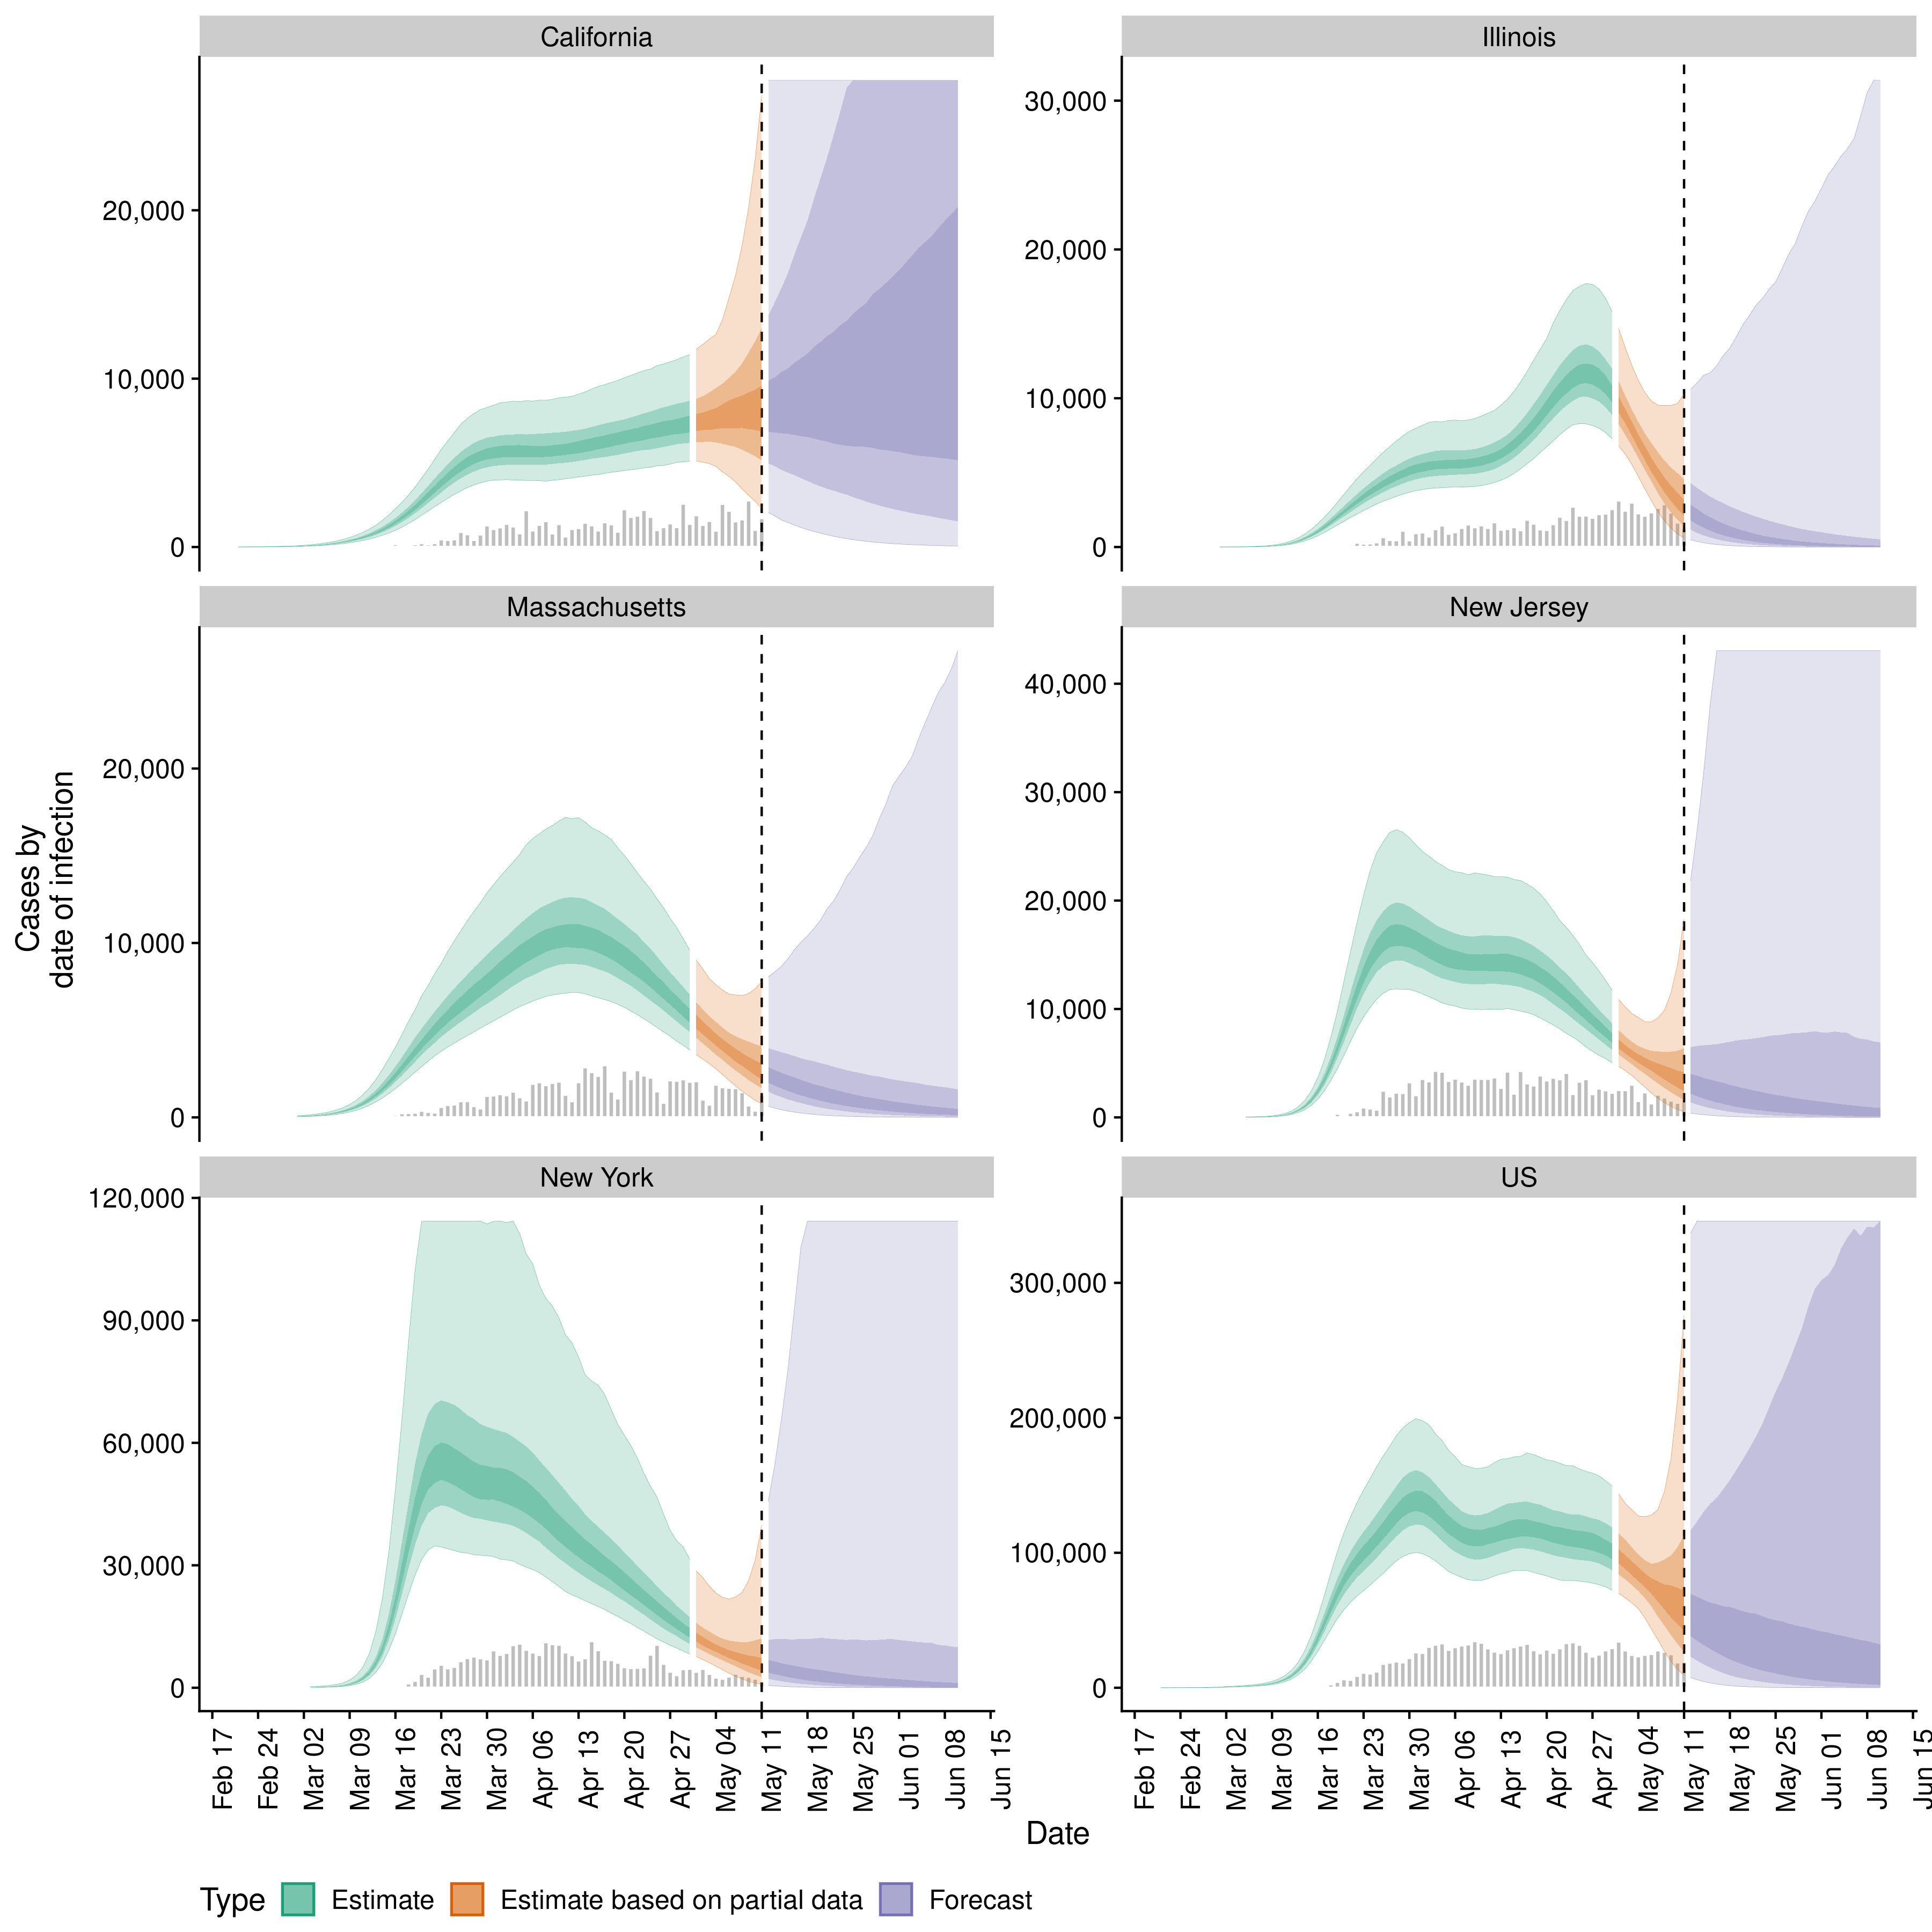 California
Illinois
20,000
10,000
0
30,000
20,000
10,000
0
Massachusetts
New Jersey
20,000
10,000
0
40,000
30,000
20,000
10,000
0
New York
US
120,000
90,000
60,000
30,000
0
300,000
200,000
100,000
0
Cases by
date of infection
Feb 17
Feb 24
Mar 02
Mar 09
Mar 16
Mar 23
Mar 30
Apr 06
Apr 13
Apr 20
Apr 27
May 04
May 11
May 18
May 25
Jun 01
Jun 08
Jun 15
Feb 17
Feb 24
Mar 02
Mar 09
Mar 16
Mar 23
Mar 30
Apr 06
Apr 13
Apr 20
Apr 27
May 04
May 11
May 18
May 25
Jun 01
Jun 08
Jun 15
Date
Type Estimate Estimate based on partial data Forecast